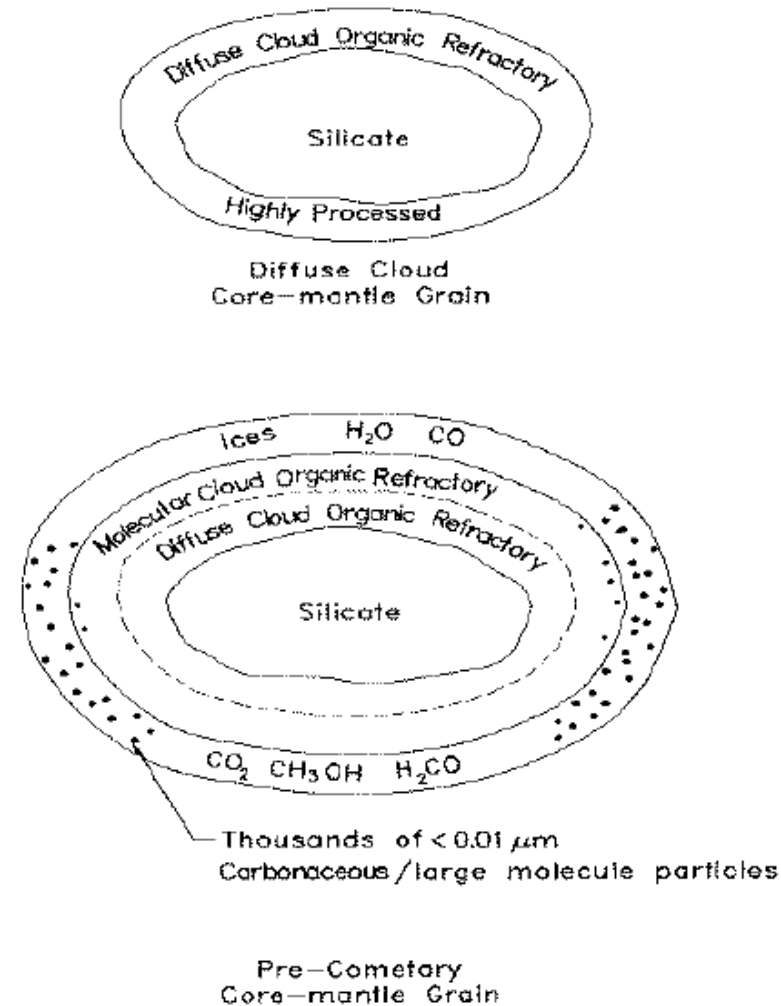 Diffuse Cloud Organic Refractory
Silicate
Highly Processed
Diffuse Cloud
Core-mantle Grain
Ices H₂O CO
Molecular Cloud Organic Refractory
Diffuse Cloud Organic Refractory
Silicate
CO₂ CH₃OH H₂CO
Thousands of < 0.01 μm
Carbonaceous/large molecule particles
Pre-Cometary
Core-mantle Grain